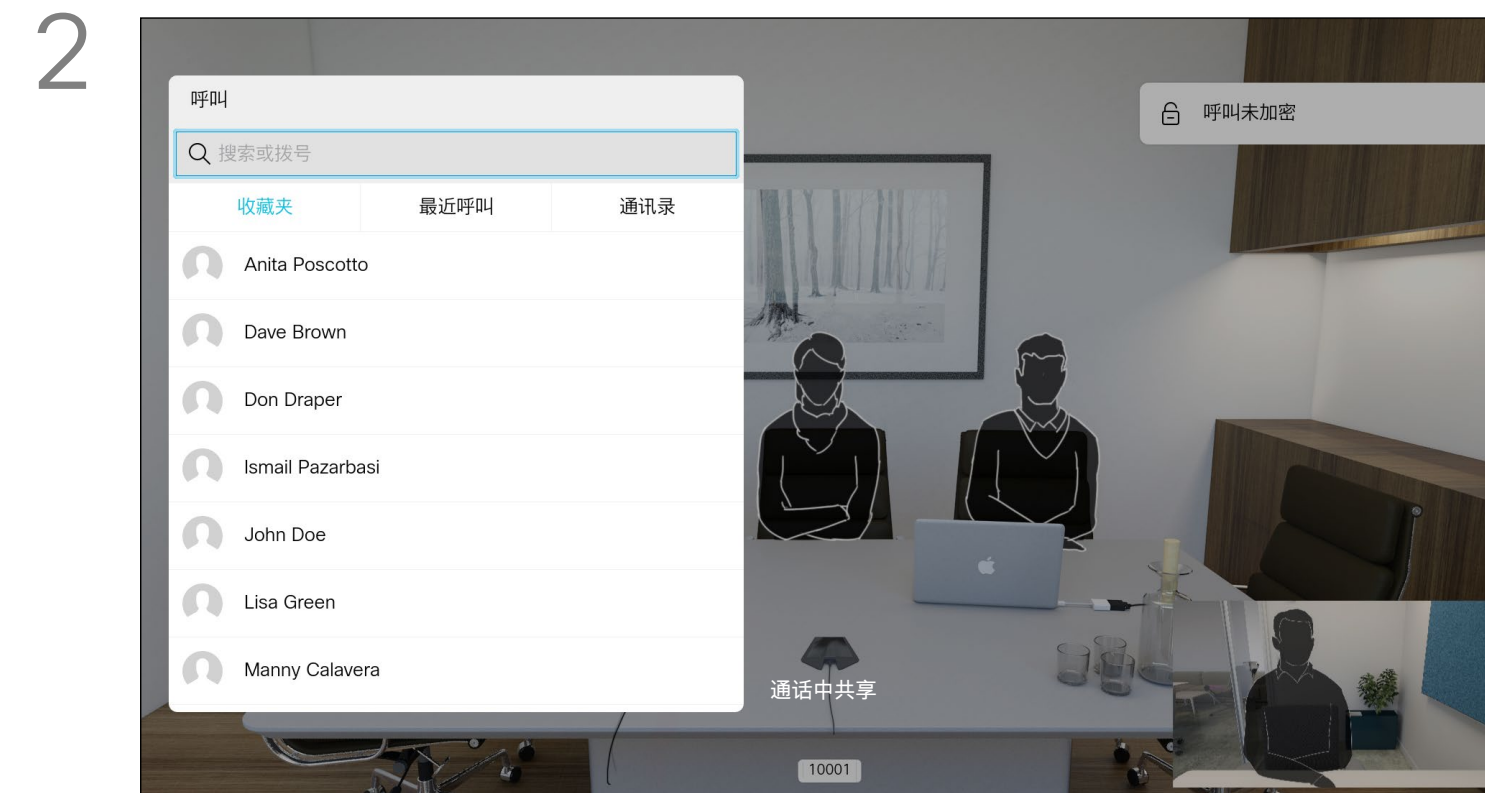 2
呼叫
搜索或拨号
收藏夹 最近呼叫 通讯录
Anita Poscotto
Dave Brown
Don Draper
Ismail Pazarbasi
John Doe
Lisa Green
Manny Calavera
呼叫未加密
通话中共享
10001